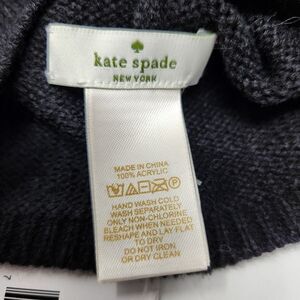 kate spade
NEW YORK
MADE IN CHINA
100% ACRYLIC
P
HAND WASH COLD
WASH SEPARATELY
ONLY NON-CHLORINE
BLEACH WHEN NEEDED
RESHAPE AND LAY FLAT
TO DRY
DO NOT IRON
OR DRY CLEAN
7